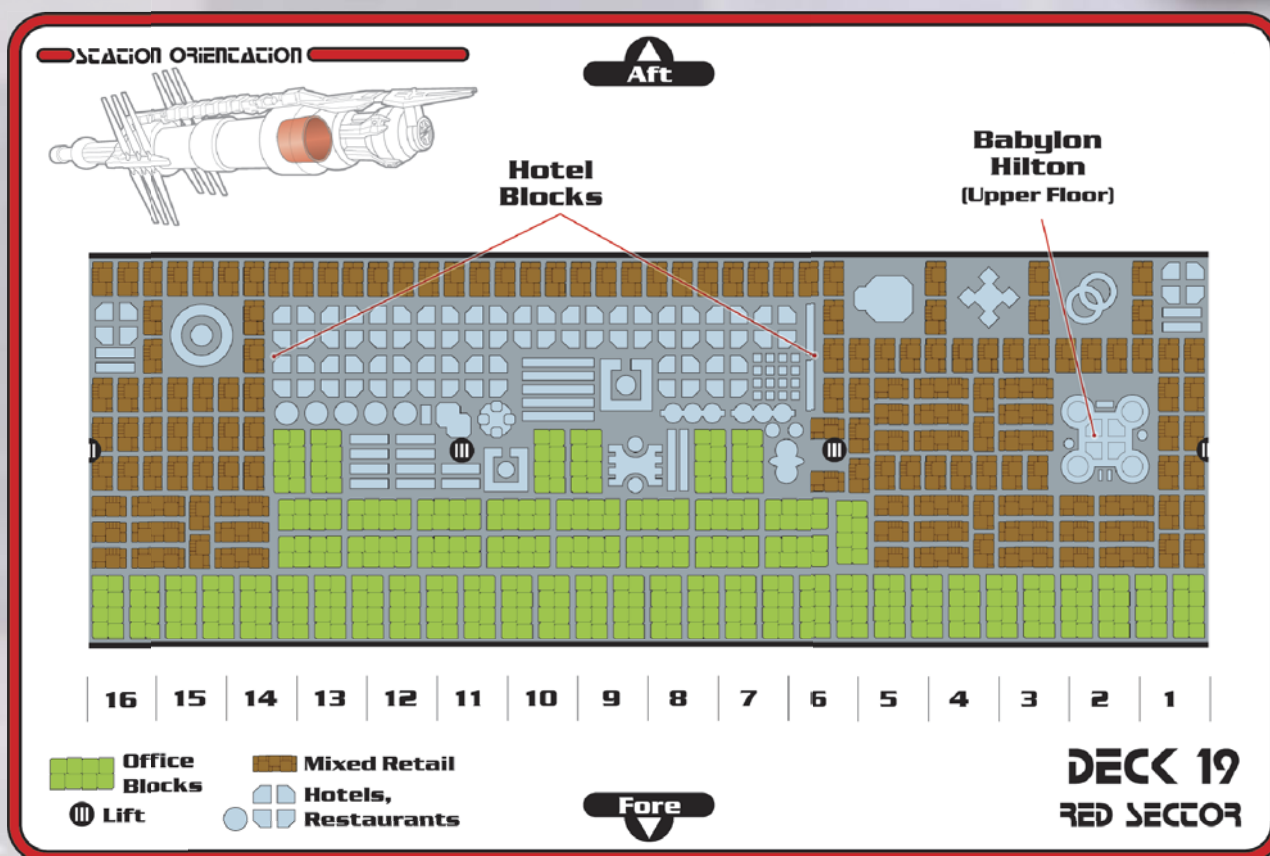 STATION ORIENTATION
Aft
Hotel
Blocks
Babylon
Hilton
(Upper Floor)
16 15 14 13 12 11 10 9 8 7 6 5 4 3 2 1
Office
Blocks
Lift
Mixed Retail
Hotels,
Restaurants
Fore
DECK 19
RED SECTOR